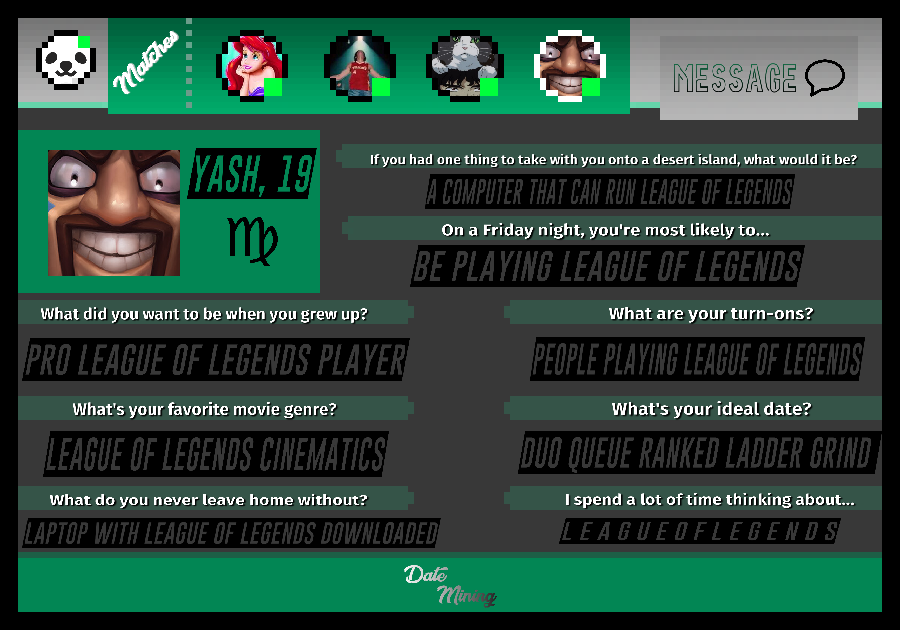 Matches
MESSAGE
YASH, 19
If you had one thing to take with you onto a desert island, what would it be?
A COMPUTER THAT CAN RUN LEAGUE OF LEGENDS
On a Friday night, you're most likely to...
BE PLAYING LEAGUE OF LEGENDS
What did you want to be when you grew up?
PRO LEAGUE OF LEGENDS PLAYER
What are your turn-ons?
PEOPLE PLAYING LEAGUE OF LEGENDS
What's your favorite movie genre?
LEAGUE OF LEGENDS CINEMATICS
What's your ideal date?
DUO QUEUE RANKED LADDER GRIND
What do you never leave home without?
LAPTOP WITH LEAGUE OF LEGENDS DOWNLOADED
I spend a lot of time thinking about...
L E A G U E O F L E G E N D S
Date
Mining